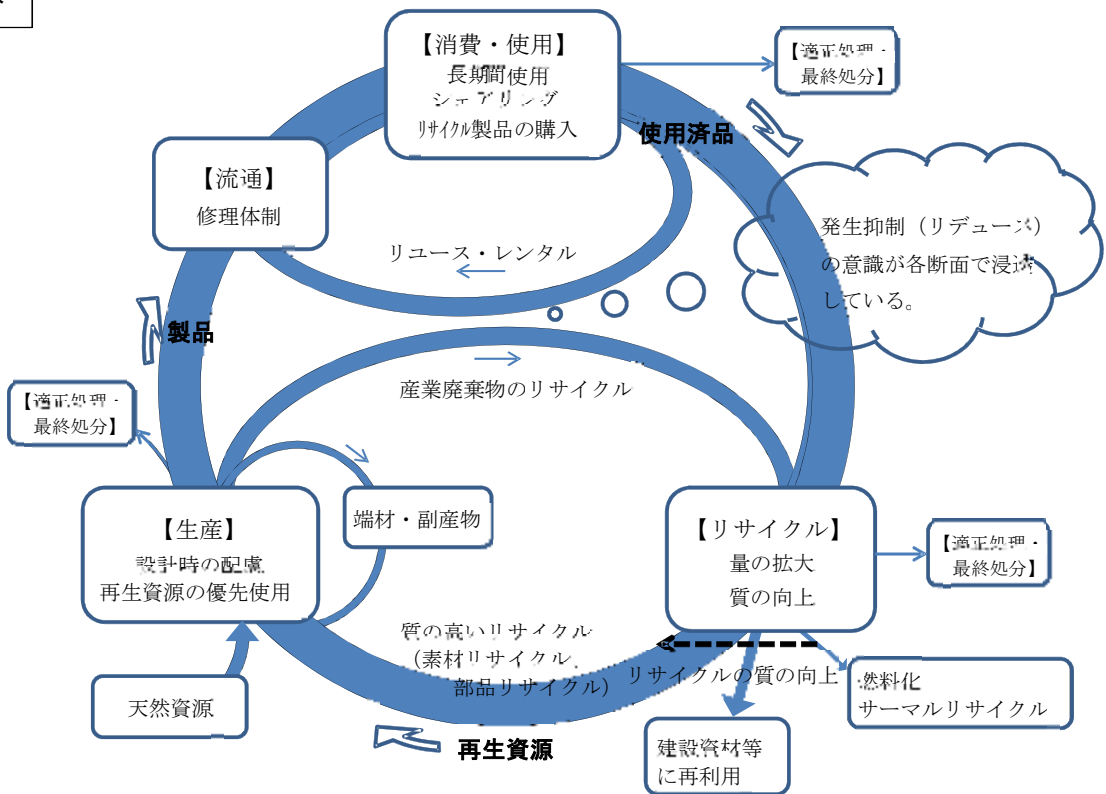 【消費・使用】
長期間使用
シェアリング
リサイクル製品の購入
【適正処理・
最終処分】
使用済品
【流通】
修理体制
リユース・レンタル
発生抑制（リデュース）
の意識が各断面で浸透
している。
製品
産業廃棄物のリサイクル
【適正処理・
最終処分】
【生産】
設計時の配慮
再生資源の優先使用
端材・副産物
【リサイクル】
量の拡大
質の向上
【適正処理・
最終処分】
質の高いリサイクル
（素材リサイクル、
部品リサイクル）
リサイクルの質の向上
天然資源
燃料化
サーマルリサイクル
再生資源
建設資材等
に再利用